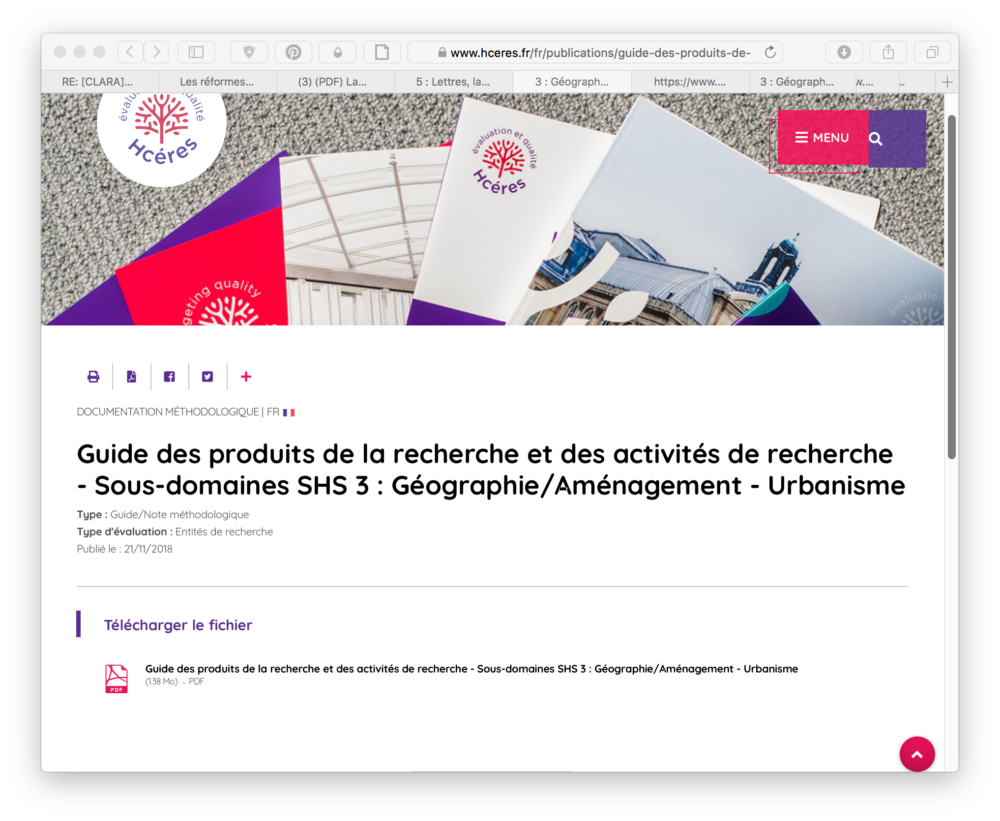 www.hceres.fr/fr/publications/guide-des-produits-de-
RE: [CLARA]...
Les réformes...
(3) (PDF) La...
5 : Lettres, la...
3 : Géograph...
https://www....
3 : Géograph...
w....
..
Hcéres
évaluation et qualité
Hcéres
MENU
geting quality
évaluation
DOCUMENTATION MÉTHODOLOGIQUE | FR
Guide des produits de la recherche et des activités de recherche
- Sous-domaines SHS 3 : Géographie/Aménagement - Urbanisme
Type : Guide/Note méthodologique
Type d'évaluation : Entités de recherche
Publié le : 21/11/2018
Télécharger le fichier
PDF
Guide des produits de la recherche et des activités de recherche - Sous-domaines SHS 3 : Géographie/Aménagement - Urbanisme
(1.38 Mo) - PDF